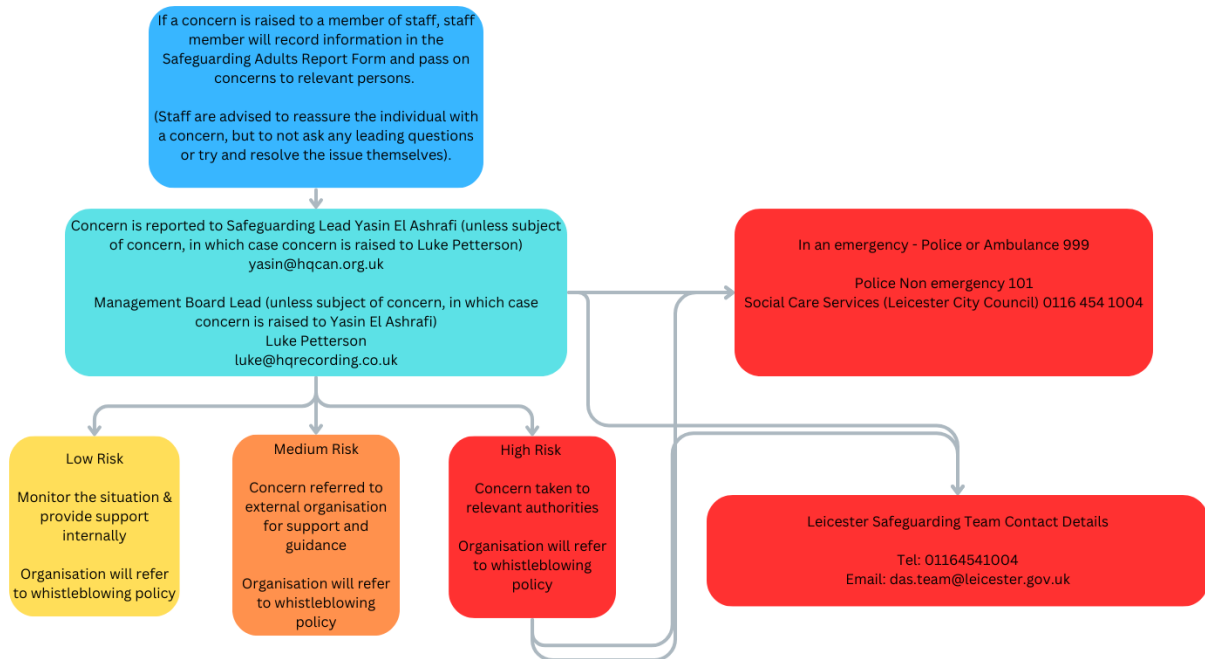 If a concern is raised to a member of staff, staff
member will record information in the
Safeguarding Adults Report Form and pass on
concerns to relevant persons.
(Staff are advised to reassure the individual with
a concern, but to not ask any leading questions
or try and resolve the issue themselves).
Concern is reported to Safeguarding Lead Yasin El Ashrafi (unless subject
of concern, in which case concern is raised to Luke Petterson)
yasin@hqcan.org.uk
Management Board Lead (unless subject of concern, in which case
concern is raised to Yasin El Ashrafi)
Luke Petterson
luke@hqrecording.co.uk
In an emergency - Police or Ambulance 999
Police Non emergency 101
Social Care Services (Leicester City Council) 0116 454 1004
Low Risk
Monitor the situation &
provide support
internally
Organisation will refer
to whistleblowing policy
Medium Risk
Concern referred to
external organisation
for support and
guidance
Organisation will refer
to whistleblowing
policy
High Risk
Concern taken to
relevant authorities
Organisation will refer
to whistleblowing
policy
Leicester Safeguarding Team Contact Details
Tel: 01164541004
Email: das.team@leicester.gov.uk